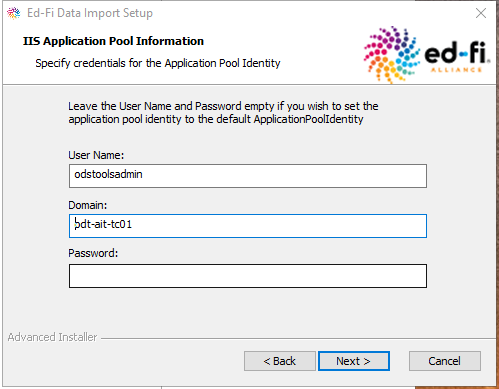 Ed-Fi Data Import Setup
IIS Application Pool Information
Specify credentials for the Application Pool Identity
ed-fi
ALLIANCE
Leave the User Name and Password empty if you wish to set the
application pool identity to the default ApplicationPoolIdentity
User Name:
odstoolsadmin
Domain:
pdt-ait-tc01
Password:
Advanced Installer
< Back
Next >
Cancel